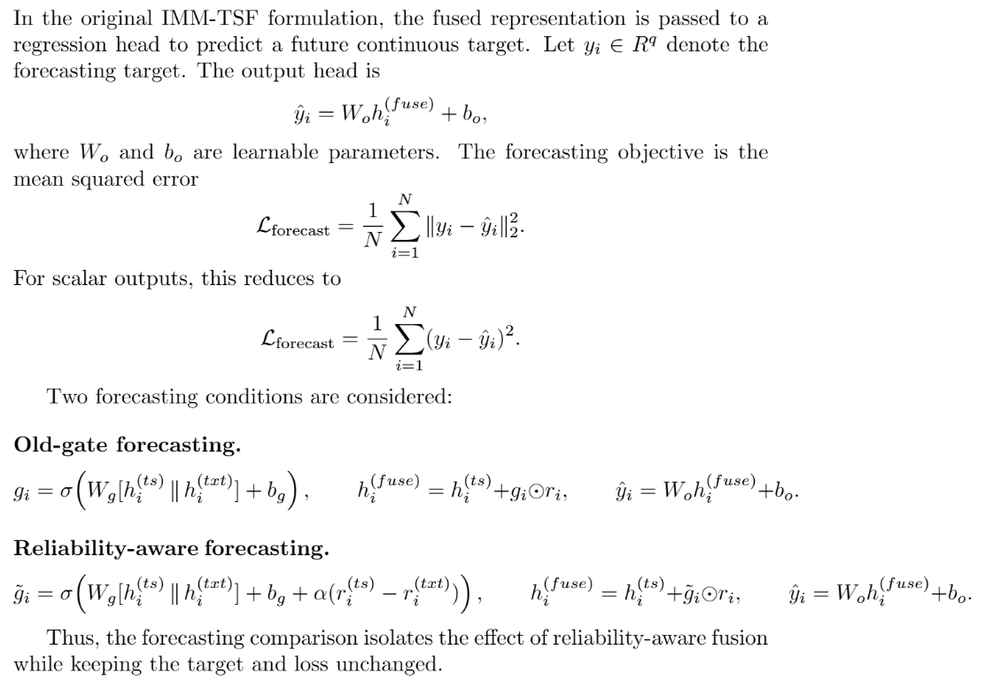 In the original IMM-TSF formulation, the fused representation is passed to a
regression head to predict a future continuous target. Let $y_i \in R^q$ denote the
forecasting target. The output head is
$$\hat{y}_i = W_o h_i^{(fuse)} + b_o,$$
where $W_o$ and $b_o$ are learnable parameters. The forecasting objective is the
mean squared error
$$\mathcal{L}_{\text{forecast}} = \frac{1}{N} \sum_{i=1}^{N} \|y_i - \hat{y}_i\|_2^2.$$
For scalar outputs, this reduces to
$$\mathcal{L}_{\text{forecast}} = \frac{1}{N} \sum_{i=1}^{N} (y_i - \hat{y}_i)^2.$$
Two forecasting conditions are considered:
Old-gate forecasting.
$$g_i = \sigma\left(W_g[h_i^{(ts)} \,\|\, h_i^{(txt)}] + b_g\right), \qquad h_i^{(fuse)} = h_i^{(ts)} + g_i \odot r_i, \qquad \hat{y}_i = W_o h_i^{(fuse)} + b_o.$$
Reliability-aware forecasting.
$$\tilde{g}_i = \sigma\left(W_g[h_i^{(ts)} \,\|\, h_i^{(txt)}] + b_g + \alpha(r_i^{(ts)} - r_i^{(txt)})\right), \qquad h_i^{(fuse)} = h_i^{(ts)} + \tilde{g}_i \odot r_i, \qquad \hat{y}_i = W_o h_i^{(fuse)} + b_o.$$
Thus, the forecasting comparison isolates the effect of reliability-aware fusion
while keeping the target and loss unchanged.